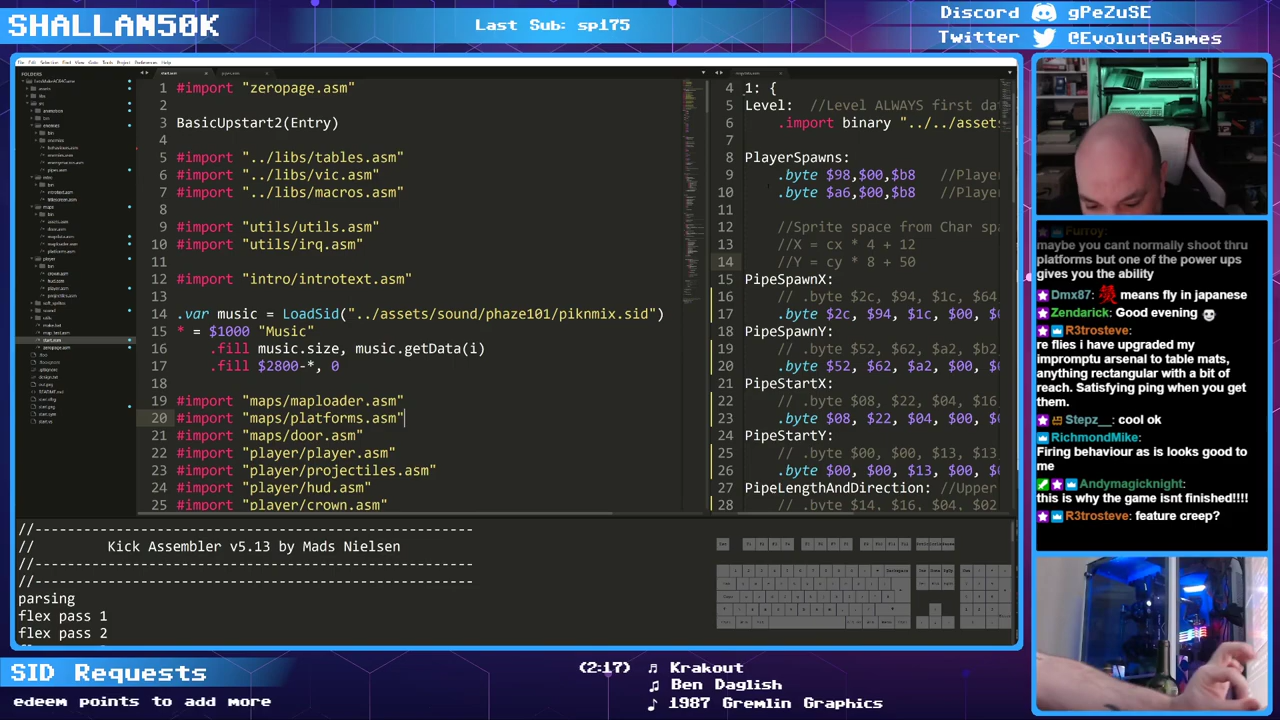 SHALLAN50K
Last Sub: sp175
Discord gPeZuSE
Twitter @EvoluteGames
FOLDERS
1 #import "zeropage.asm"
2
3 BasicUpstart2(Entry)
4
5 #import "../libs/tables.asm"
6 #import "../libs/vic.asm"
7 #import "../libs/macros.asm"
8
9 #import "utils/utils.asm"
10 #import "utils/irq.asm"
11
12 #import "intro/introtext.asm"
13
14 .var music = LoadSid("../assets/sound/phaze101/piknmix.sid")
15 * = $1000 "Music"
16 .fill music.size, music.getData(i)
17 .fill $2800-*, 0
18
19 #import "maps/maploader.asm"
20 #import "maps/platforms.asm"
21 #import "maps/door.asm"
22 #import "player/player.asm"
23 #import "player/projectiles.asm"
24 #import "player/hud.asm"
25 #import "player/crown.asm"
4 1: {
5 Level: //Level ALWAYS first da
6 .import binary "../../asset
7
8 PlayerSpawns:
9 .byte $98,$00,$b8 //Player
10 .byte $a6,$00,$b8 //Player
11
12 //Sprite space from Char spa
13 //X = cx * 4 + 12
14 //Y = cy * 8 + 50
15 PipeSpawnX:
16 // .byte $2c, $94, $1c, $64
17 .byte $2c, $94, $1c, $00,
18 PipeSpawnY:
19 // .byte $52, $62, $a2, $b2
20 .byte $52, $62, $a2, $00,
21 PipeStartX:
22 // .byte $08, $22, $04, $16
23 .byte $08, $22, $04, $00,
24 PipeStartY:
25 // .byte $00, $00, $13, $13
26 .byte $00, $00, $13, $00,
27 PipeLengthAndDirection: //Upper
28 // .byte $14, $16, $04, $02
//-----------------------------------------------------
// Kick Assembler v5.13 by Mads Nielsen
//-----------------------------------------------------
//-----------------------------------------------------
parsing
flex pass 1
flex pass 2
Furroy:
maybe you cant normally shoot thru
platforms but one of the power ups
gives you the ability
Dmx87: means fly in japanese
Zendarick: Good evening
R3trosteve:
re flies i have upgraded my
impromptu arsenal to table mats,
anything rectangular with a bit of
reach. Satisfying ping when you get
them.
Stepz__: cool ok
RichmondMike:
Firing behaviour as is looks good to
me
Andymagicknight:
this is why the game isnt finished!!!!
R3trosteve: feature creep?
SID Requests
edeem points to add more
(2:17) Krakout
Ben Daglish
1987 Gremlin Graphics